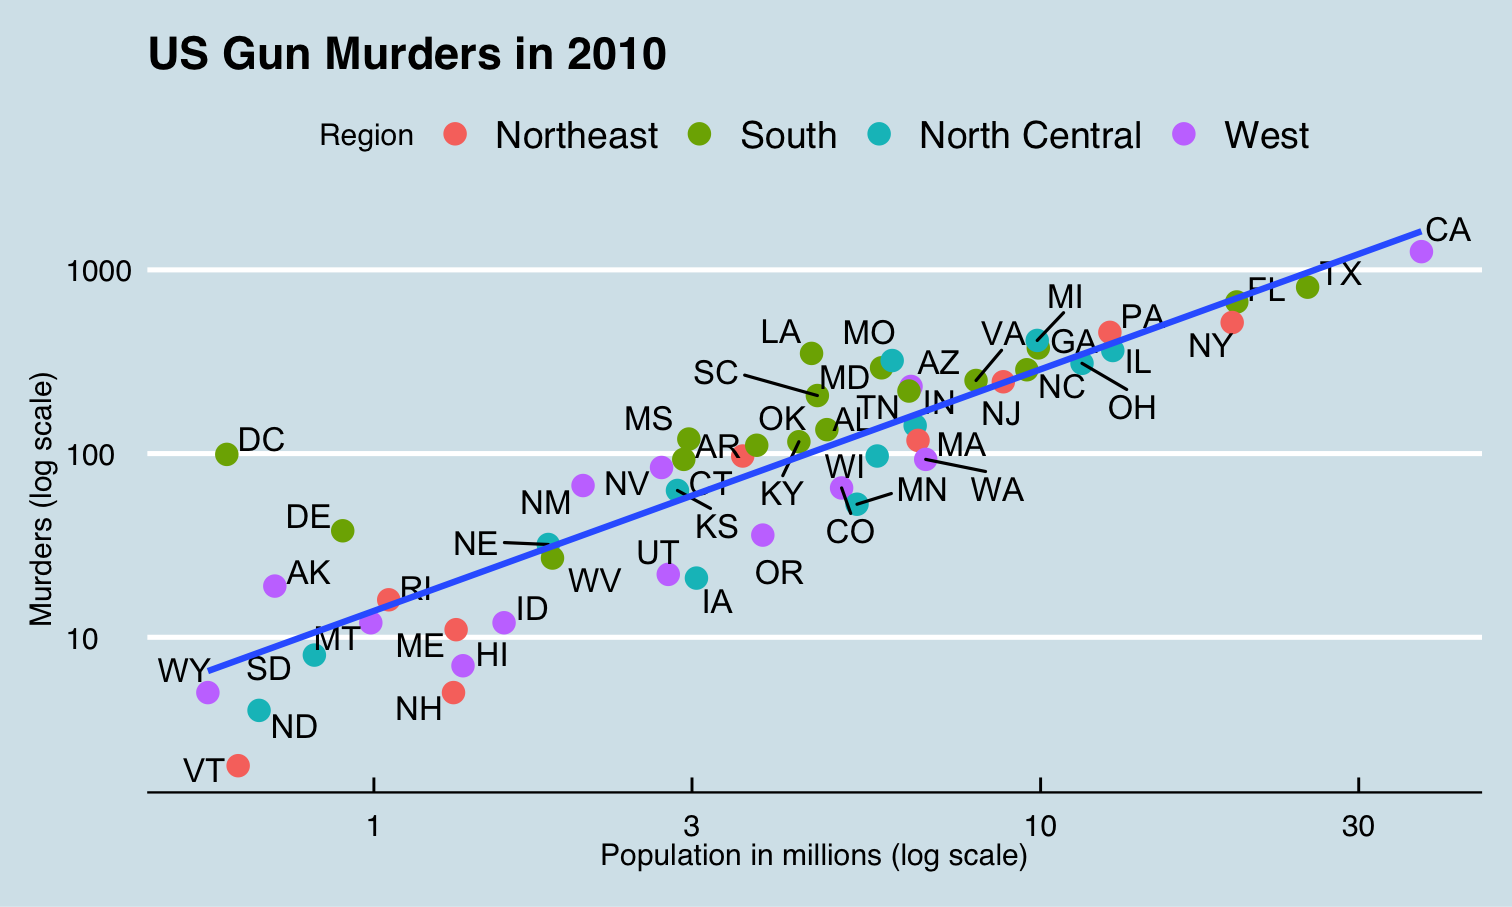 US Gun Murders in 2010
Region Northeast South North Central West
CA
1000
TX
FL
MI
PA
NY
LA
MO
VA
GA
IL
AZ
SC
MD
NC
OH
TN
IN
NJ
MS
OK
AL
DC
AR
MA
100
WI
NV
CT
KY
MN
WA
NM
DE
KS
CO
NE
UT
AK
WV
OR
RI
IA
ID
10
MT
ME
HI
WY
SD
NH
ND
VT
1
3
10
30
Population in millions (log scale)
Murders (log scale)